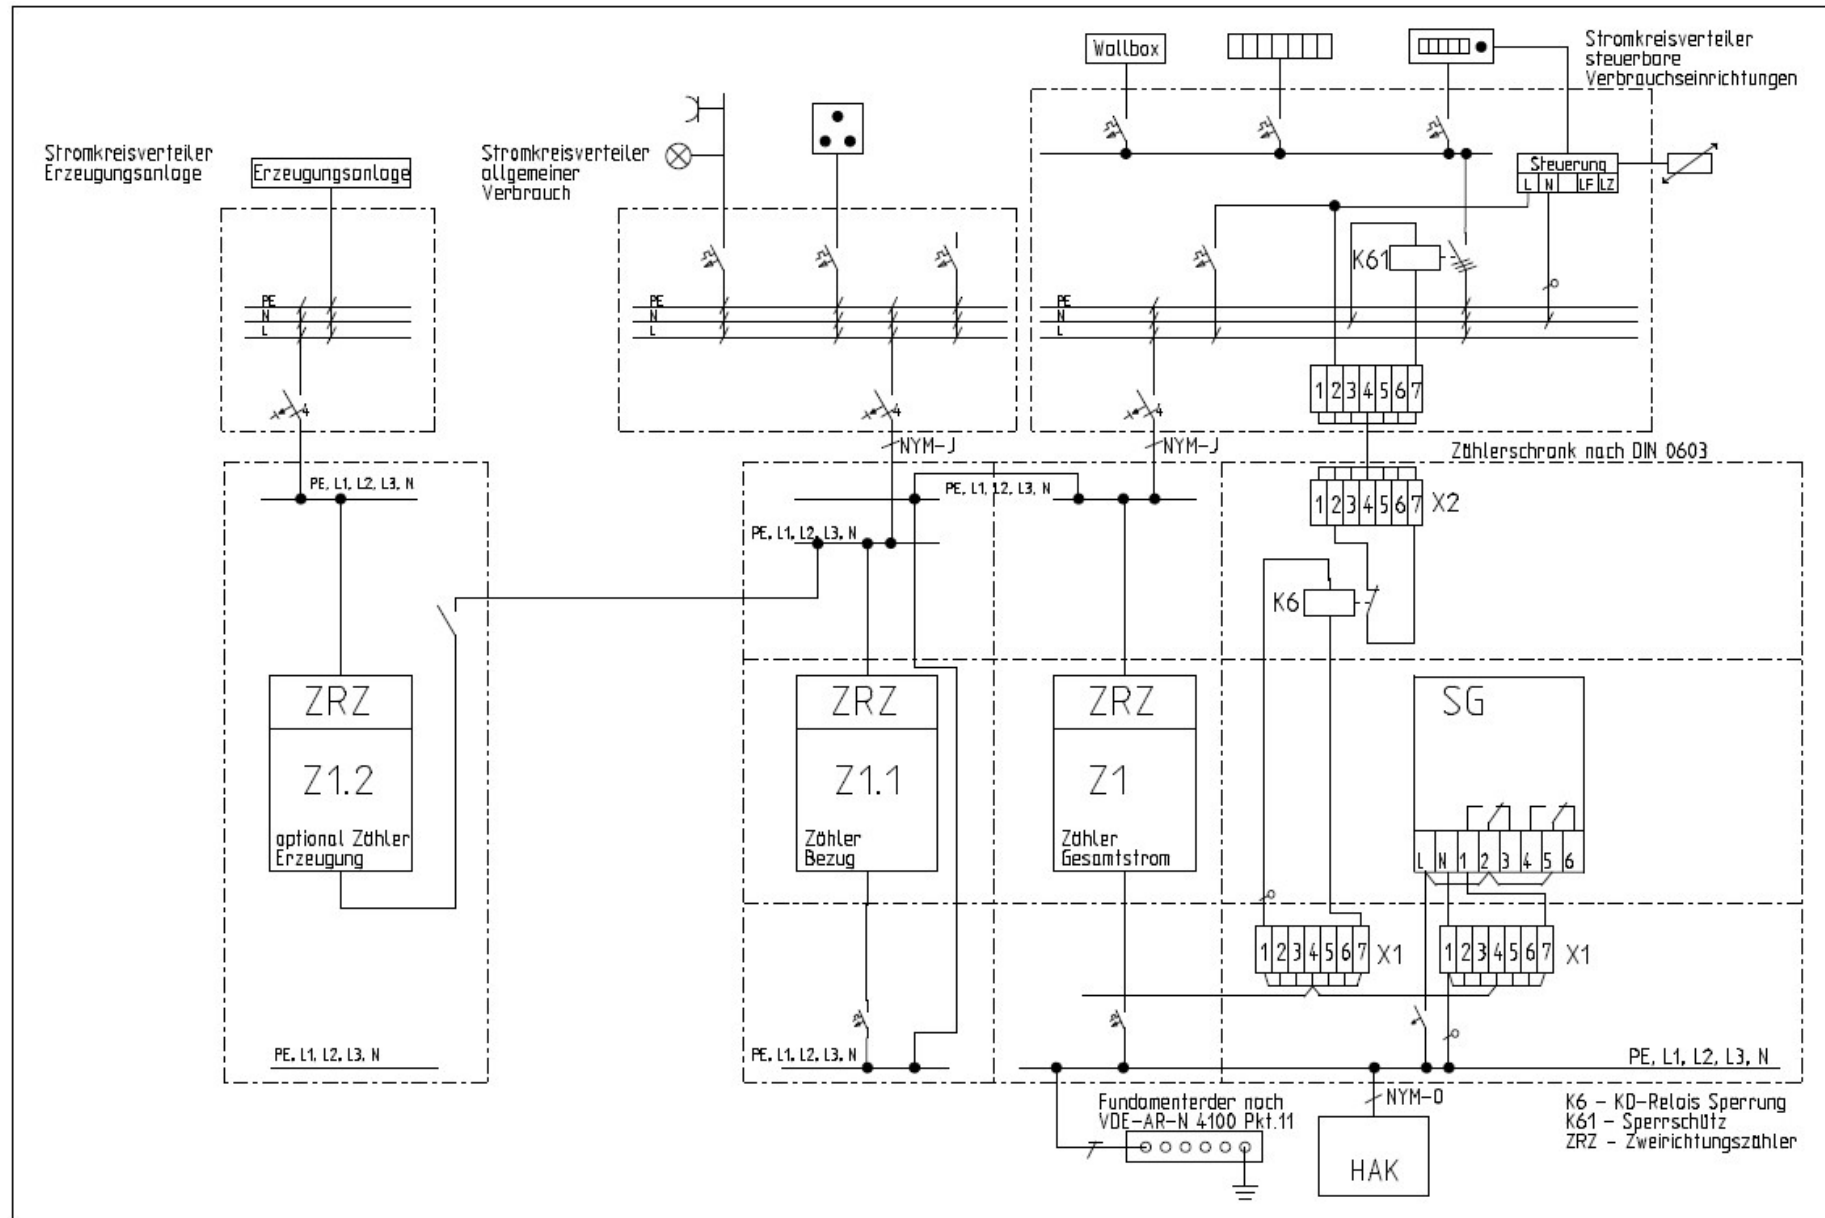 Wallbox
Stromkreisverteiler
steuerbare
Verbrauchseinrichtungen
Stromkreisverteiler
Erzeugungsanlage
Erzeugungsanlage
Stromkreisverteiler
allgemeiner
Verbrauch
Steuerung
L N LF LZ
K61
PE
N
L
PE
N
L
PE
N
L
1 2 3 4 5 6 7
4
4
4
NYM-J
NYM-J
Zählerschrank nach DIN 0603
PE, L1, L2, L3, N
PE, L1, L2, L3, N
PE, L1, L2, L3, N
1 2 3 4 5 6 7 X2
K6
ZRZ
Z1.2
optional Zähler
Erzeugung
ZRZ
Z1.1
Zähler
Bezug
ZRZ
Z1
Zähler
Gesamtstrom
SG
L N 1 2 3 4 5 6
1 2 3 4 5 6 7 X1
1 2 3 4 5 6 7 X1
PE, L1, L2, L3, N
PE, L1, L2, L3, N
PE, L1, L2, L3, N
Fundamenterder nach
VDE-AR-N 4100 Pkt.11
NYM-O
HAK
K6 - KD-Relais Sperrung
K61 - Sperrschütz
ZRZ - Zweirichtungszähler